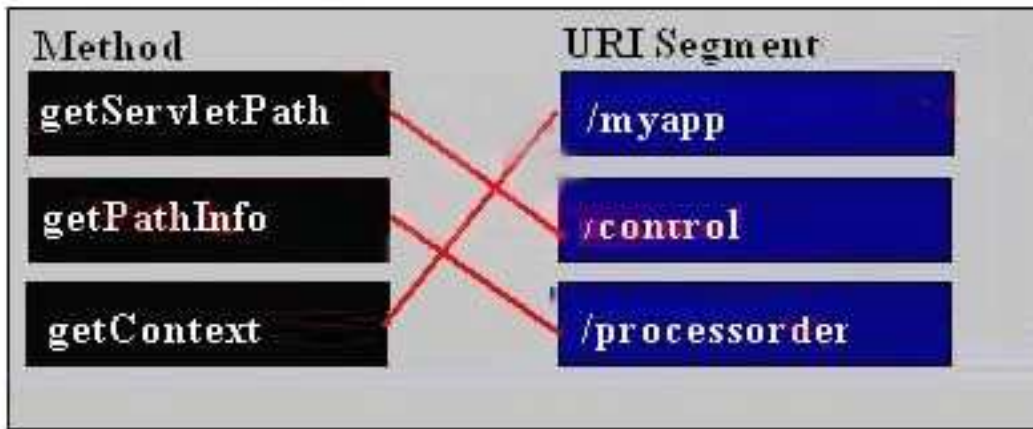 Method
URI Segment
getServletPath
/myapp
getPathInfo
/control
getContext
/processorder